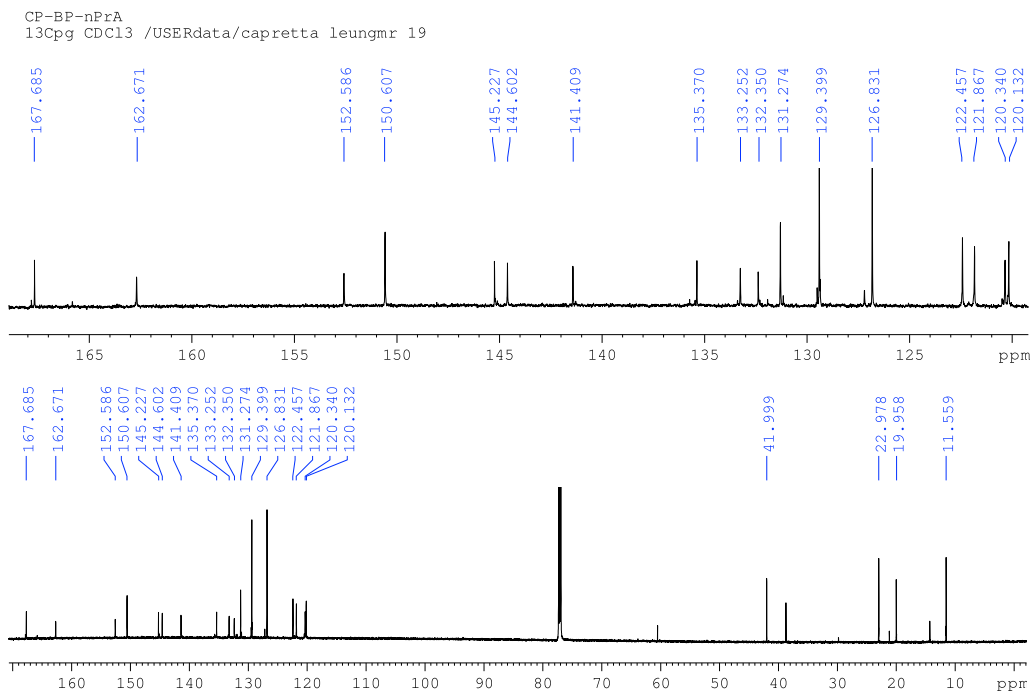 CP-BP-nPrA
13Cpg CDCl3 /USERdata/capretta leungmr 19
167.685 162.671 152.586 150.607 145.227 144.602 141.409 135.370 133.252 132.350 131.274 129.399 126.831 122.457 121.867 120.340 120.132
165 160 155 150 145 140 135 130 125 ppm
167.685 162.671 152.586 150.607 145.227 144.602 141.409 135.370 133.252 132.350 131.274 129.399 126.831 122.457 121.867 120.340 120.132 41.999 22.978 19.958 11.559
160 150 140 130 120 110 100 90 80 70 60 50 40 30 20 10 ppm